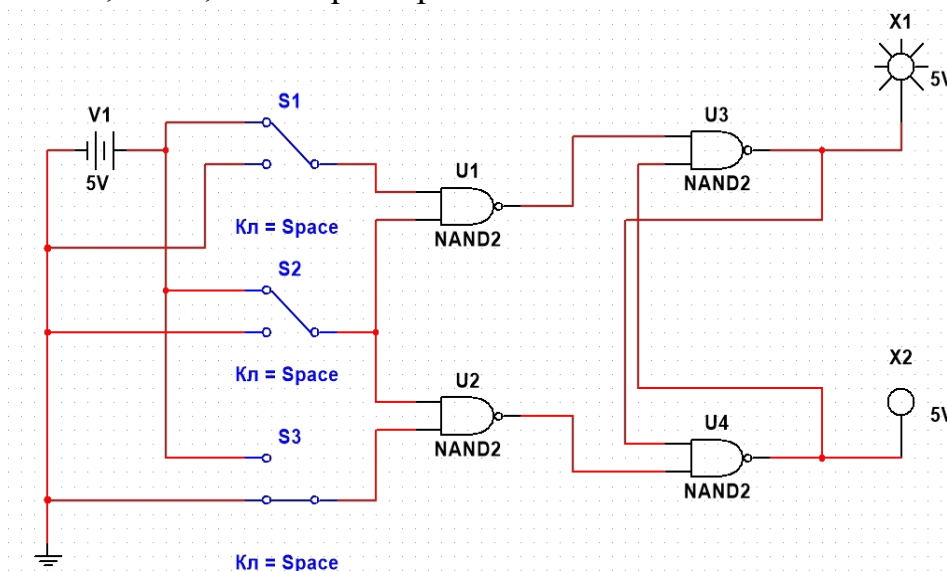 X1
5V
S1
V1
U3
5V
U1
NAND2
Кл = Space
NAND2
S2
X2
Кл = Space
U2
5V
S3
U4
NAND2
NAND2
Кл = Space